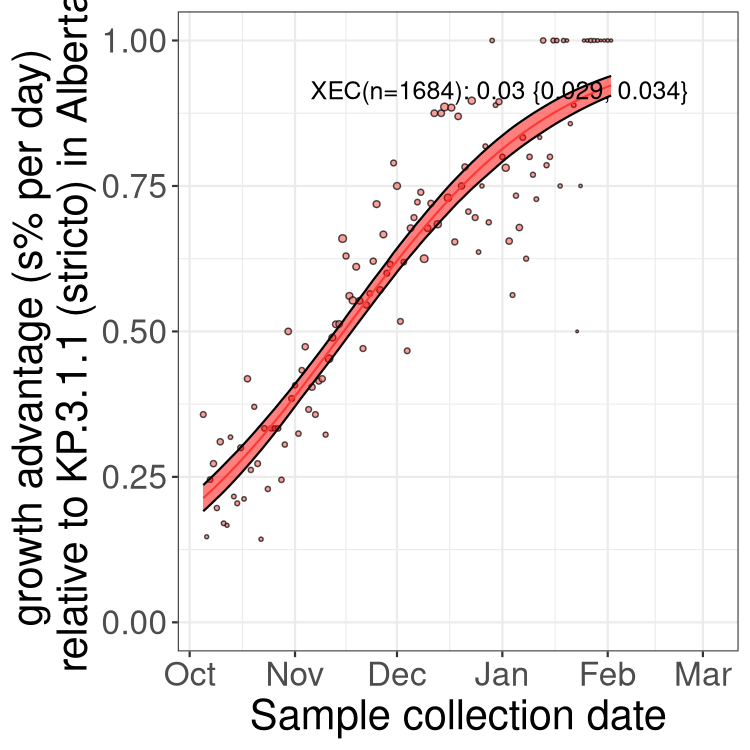 growth advantage (s% per day)
relative to KP.3.1.1 (stricto) in Alberta
1.00
0.75
0.50
0.25
0.00
XEC(n=1684): 0.03 {0.029, 0.034}
Oct Nov Dec Jan Feb Mar
Sample collection date